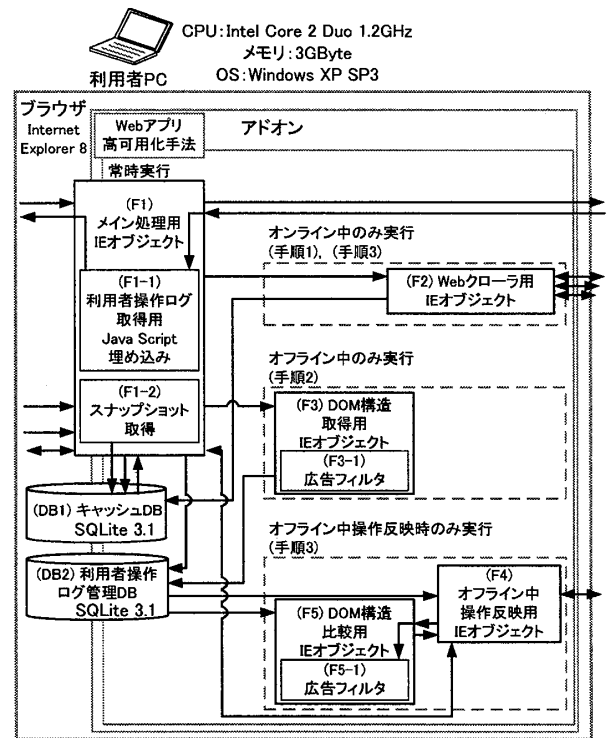 CPU:Intel Core 2 Duo 1.2GHz
メモリ:3GByte
OS:Windows XP SP3
利用者PC
ブラウザ
Internet
Explorer 8
Webアプリ
高可用化手法
アドオン
常時実行
(F1)
メイン処理用
IEオブジェクト
(F1-1)
利用者操作ログ
取得用
Java Script
埋め込み
(F1-2)
スナップショット
取得
オンライン中のみ実行
(手順1), (手順3)
(F2) Webクローラ用
IEオブジェクト
オフライン中のみ実行
(手順2)
(F3) DOM構造
取得用
IEオブジェクト
(F3-1)
広告フィルタ
(DB1) キャッシュDB
SQLite 3.1
(DB2) 利用者操作
ログ管理DB
SQLite 3.1
オフライン中操作反映時のみ実行
(手順3)
(F4)
オフライン中
操作反映用
IEオブジェクト
(F5) DOM構造
比較用
IEオブジェクト
(F5-1)
広告フィルタ